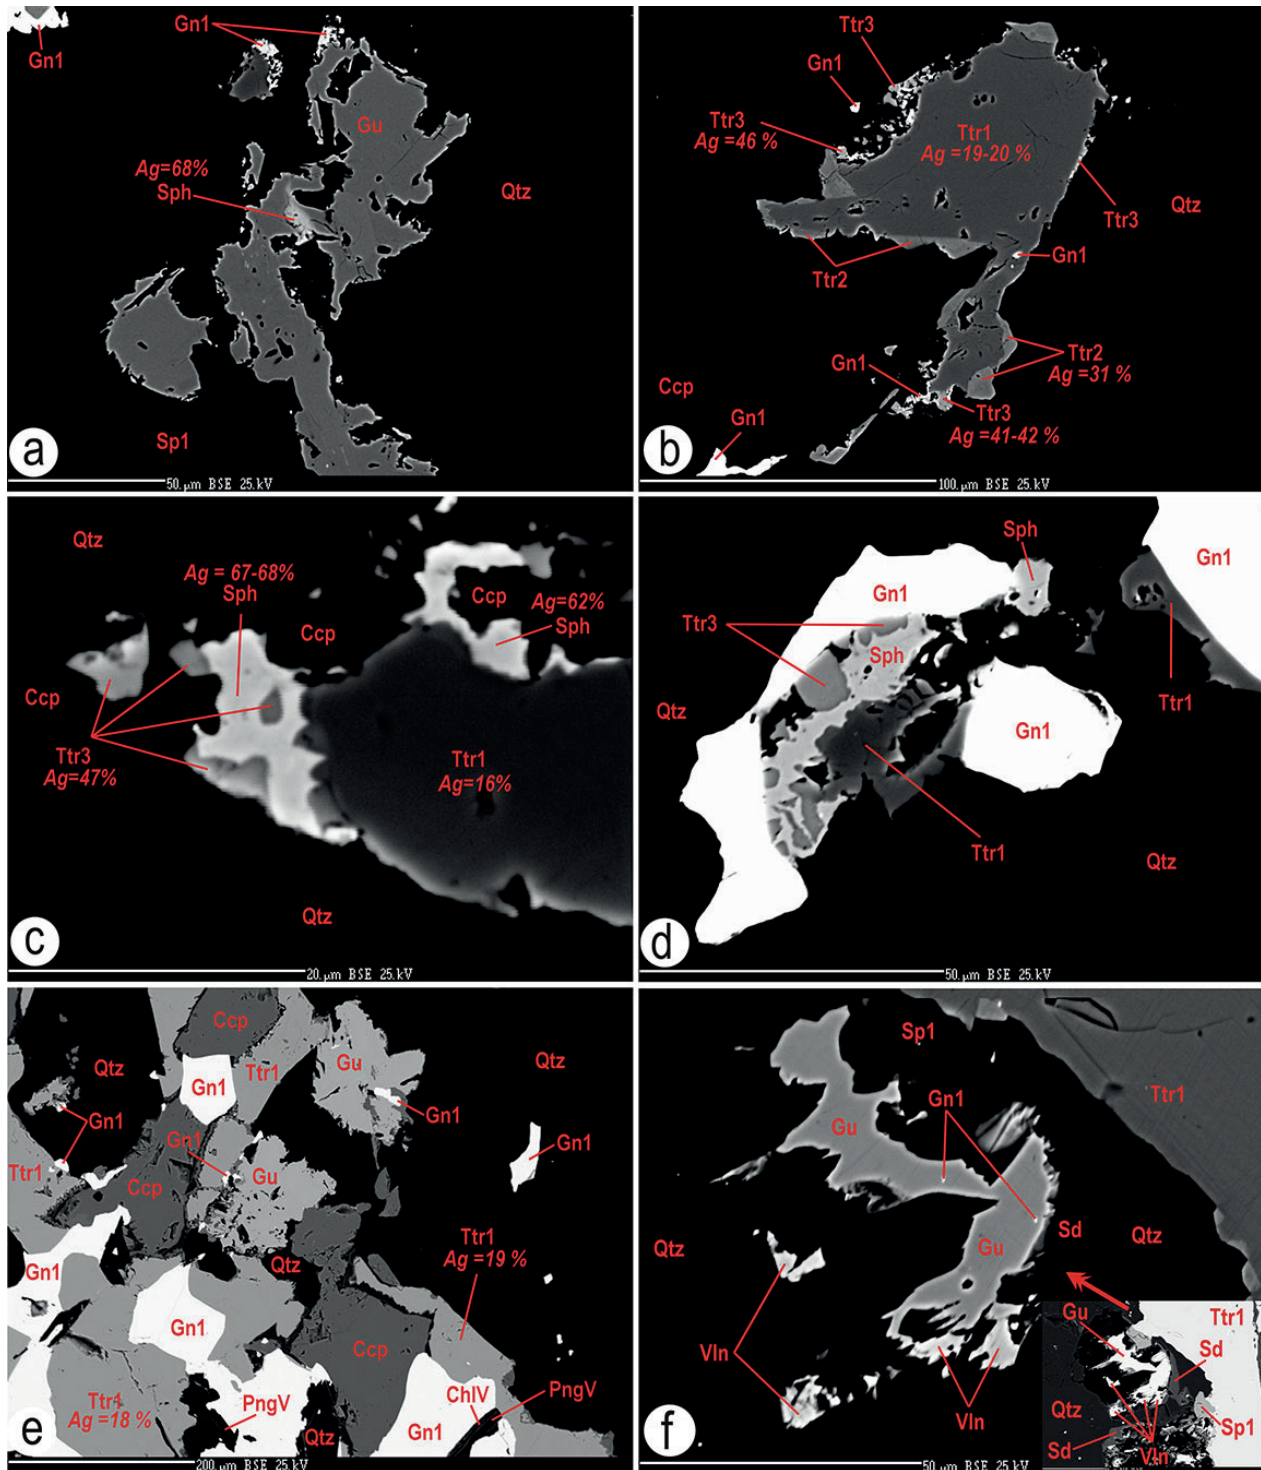 Gn1
Gn1
Gu
Ag=68%
Sph
Qtz
Sp1
a
50.µm BSE 25.kV
Ttr3
Gn1
Ttr3
Ag =46 %
Ttr1
Ag =19-20 %
Ttr3
Qtz
Gn1
Ttr2
Ttr2
Ag =31 %
Gn1
Ccp
Gn1
Ttr3
Ag =41-42 %
b
100.µm BSE 25.kV
Qtz
Ag = 67-68%
Sph
Ccp
Ccp
Ag=62%
Sph
Ccp
Ttr3
Ag=47%
Ttr1
Ag=16%
Qtz
c
20.µm BSE 25.kV
Sph
Gn1
Gn1
Ttr3
Sph
Qtz
Ttr1
Gn1
Ttr1
Qtz
d
50.µm BSE 25.kV
Ccp
Qtz
Ttr1
Gu
Qtz
Gn1
Gn1
Gn1
Gn1
Gn1
Ttr1
Ccp
Gu
Ttr1
Ag =19 %
Qtz
Gn1
Gn1
Ccp
Ttr1
Ag =18 %
PngV
ChlV
PngV
Qtz
Gn1
e
200.µm BSE 25.kV
Sp1
Ttr1
Gn1
Gu
Sd
Qtz
Qtz
Gu
Vln
Vln
Gu
Ttr1
Sd
Qtz
Sp1
Sd
Vln
f
50.µm BSE 25.kV